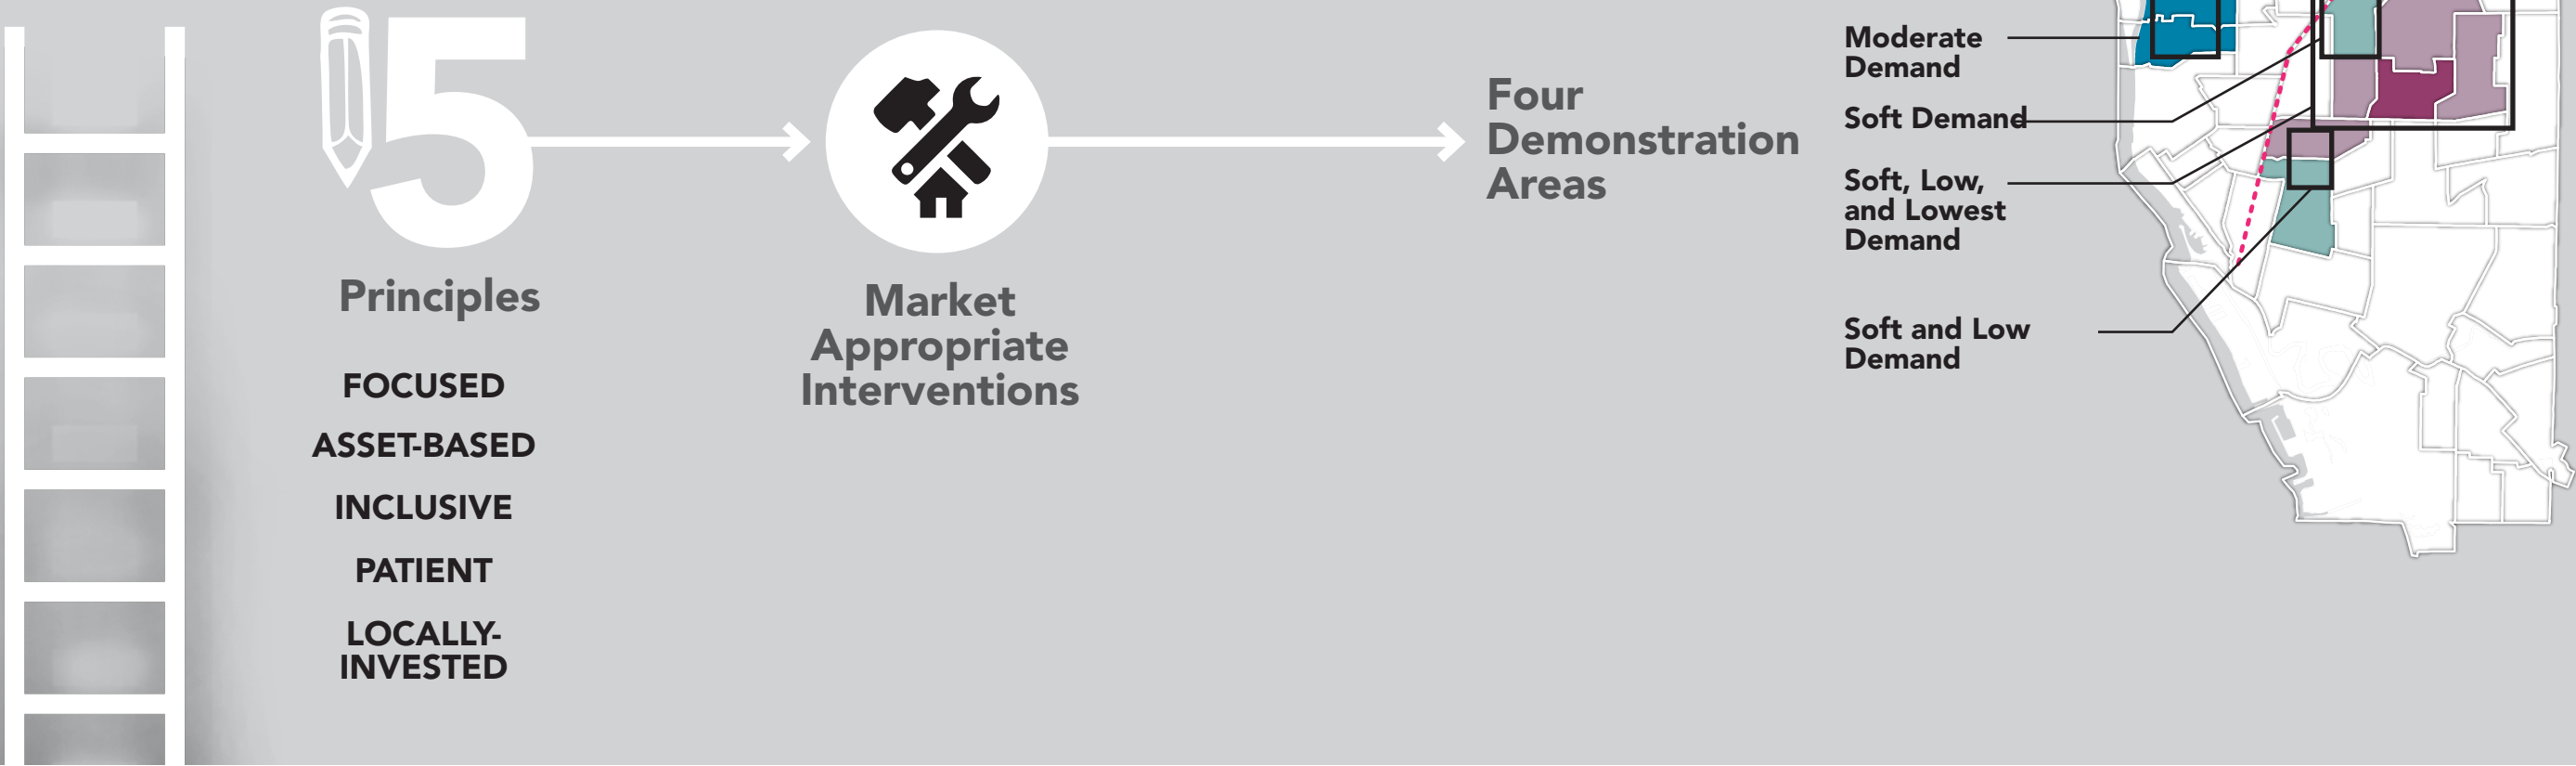 5
Principles
FOCUSED
ASSET-BASED
INCLUSIVE
PATIENT
LOCALLY-
INVESTED
Market
Appropriate
Interventions
Four
Demonstration
Areas
Moderate
Demand
Soft Demand
Soft, Low,
and Lowest
Demand
Soft and Low
Demand